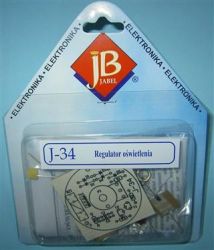 ELEKTRONIKA • ELEKTRONIKA
ELEKTRONIKA • ELEKTRONIKA
JB
JABEL
J-34
Regulator oświetlenia